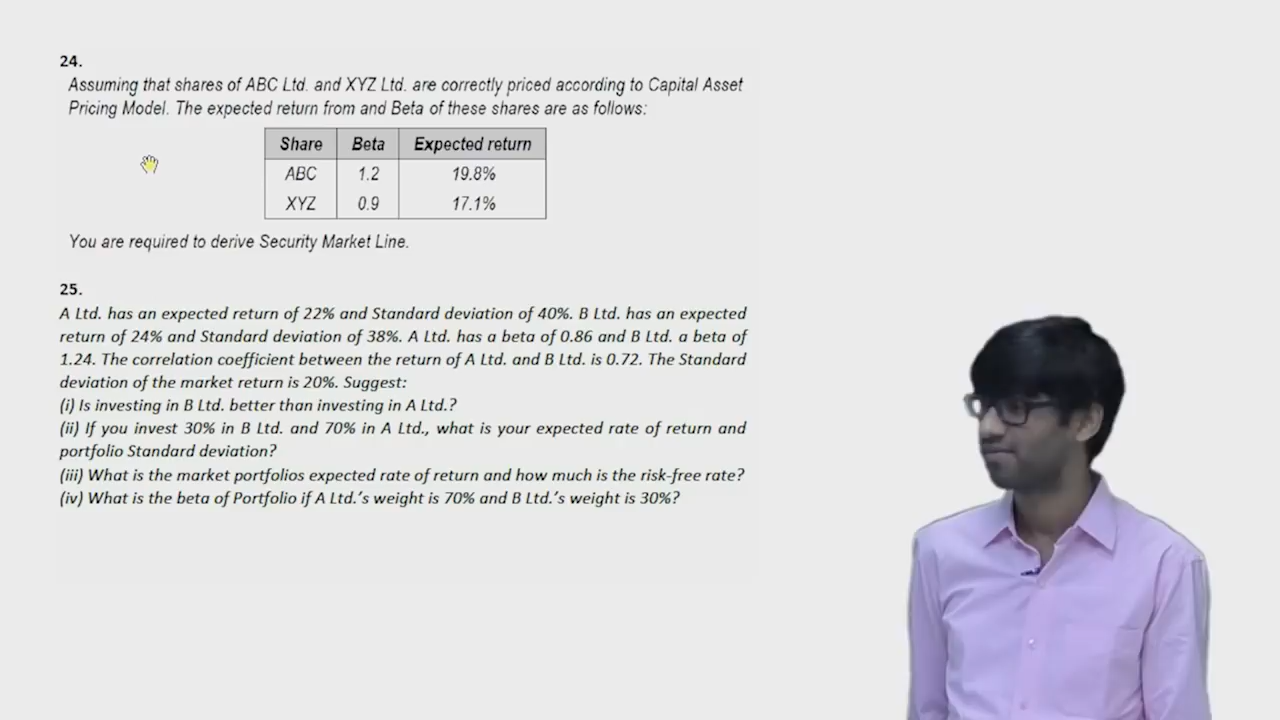 24.
Assuming that shares of ABC Ltd. and XYZ Ltd. are correctly priced according to Capital Asset
Pricing Model. The expected return from and Beta of these shares are as follows:
Share Beta Expected return
ABC 1.2 19.8%
XYZ 0.9 17.1%
You are required to derive Security Market Line.
25.
A Ltd. has an expected return of 22% and Standard deviation of 40%. B Ltd. has an expected
return of 24% and Standard deviation of 38%. A Ltd. has a beta of 0.86 and B Ltd. a beta of
1.24. The correlation coefficient between the return of A Ltd. and B Ltd. is 0.72. The Standard
deviation of the market return is 20%. Suggest:
(i) Is investing in B Ltd. better than investing in A Ltd.?
(ii) If you invest 30% in B Ltd. and 70% in A Ltd., what is your expected rate of return and
portfolio Standard deviation?
(iii) What is the market portfolios expected rate of return and how much is the risk-free rate?
(iv) What is the beta of Portfolio if A Ltd.’s weight is 70% and B Ltd.’s weight is 30%?